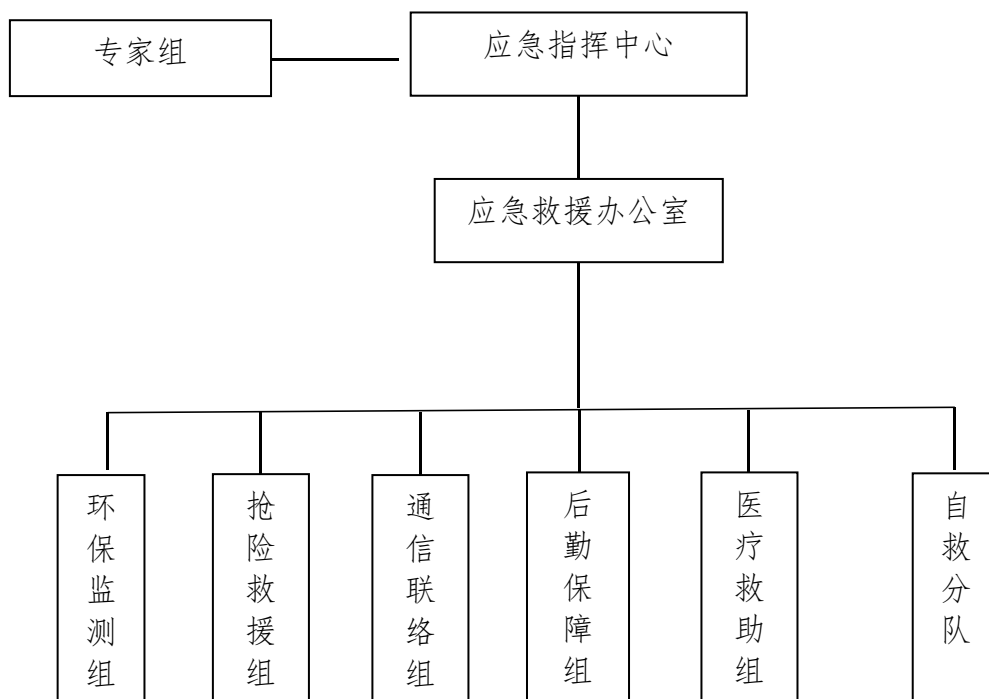 专家组
应急指挥中心
应急救援办公室
环保监测组
抢险救援组
通信联络组
后勤保障组
医疗救助组
自救分队